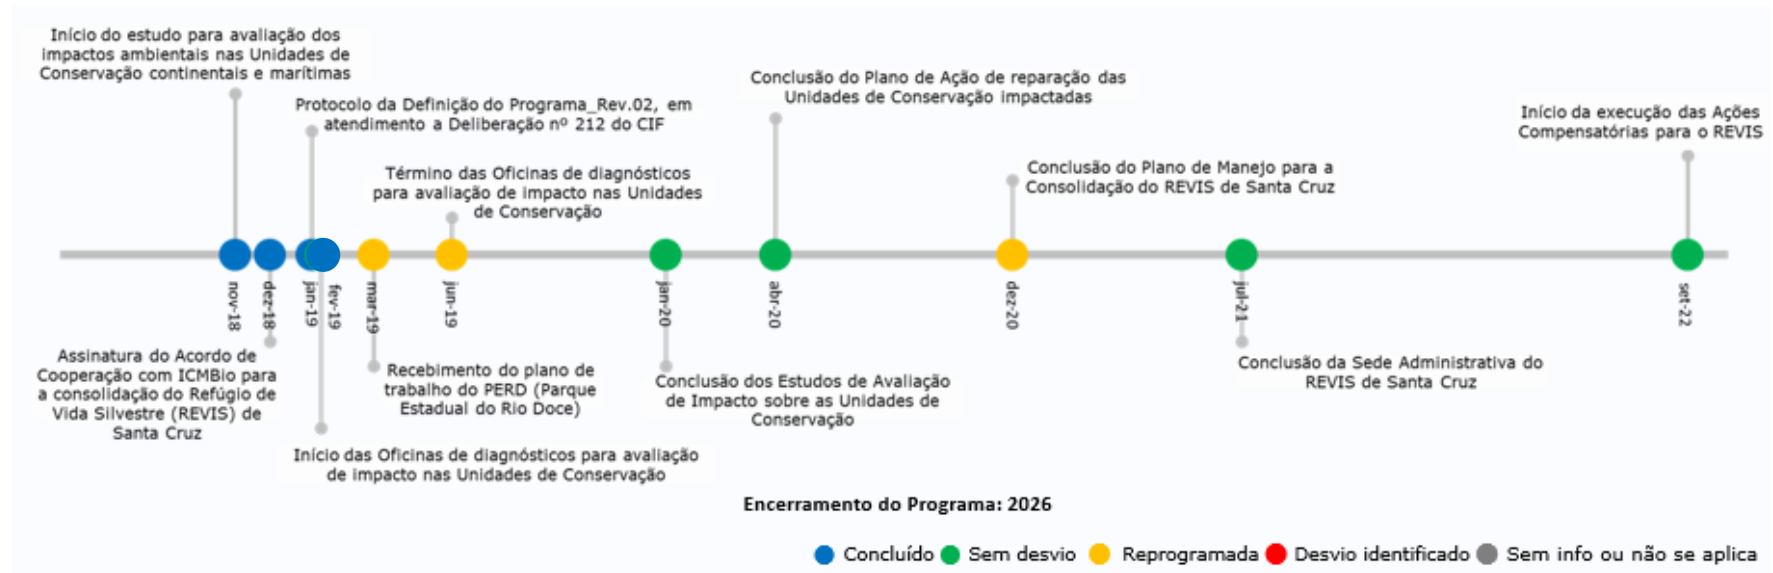 Início do estudo para avaliação dos
impactos ambientais nas Unidades de
Conservação continentais e marítimas
Protocolo da Definição do Programa_Rev.02, em
atendimento a Deliberação nº 212 do CIF
Término das Oficinas de diagnósticos
para avaliação de impacto nas Unidades
de Conservação
Conclusão do Plano de Ação de reparação das
Unidades de Conservação impactadas
Conclusão do Plano de Manejo para a
Consolidação do REVIS de Santa Cruz
Início da execução das Ações
Compensatórias para o REVIS
nov-18
dez-18
jan-19
fev-19
mar-19
jun-19
jan-20
abr-20
dez-20
jul-21
set-22
Assinatura do Acordo de
Cooperação com ICMBio para
a consolidação do Refúgio de
Vida Silvestre (REVIS) de
Santa Cruz
Início das Oficinas de diagnósticos para avaliação
de impacto nas Unidades de Conservação
Recebimento do plano de
trabalho do PERD (Parque
Estadual do Rio Doce)
Conclusão dos Estudos de Avaliação
de Impacto sobre as Unidades de
Conservação
Conclusão da Sede Administrativa do
REVIS de Santa Cruz
Encerramento do Programa: 2026
Concluído
Sem desvio
Reprogramada
Desvio identificado
Sem info ou não se aplica